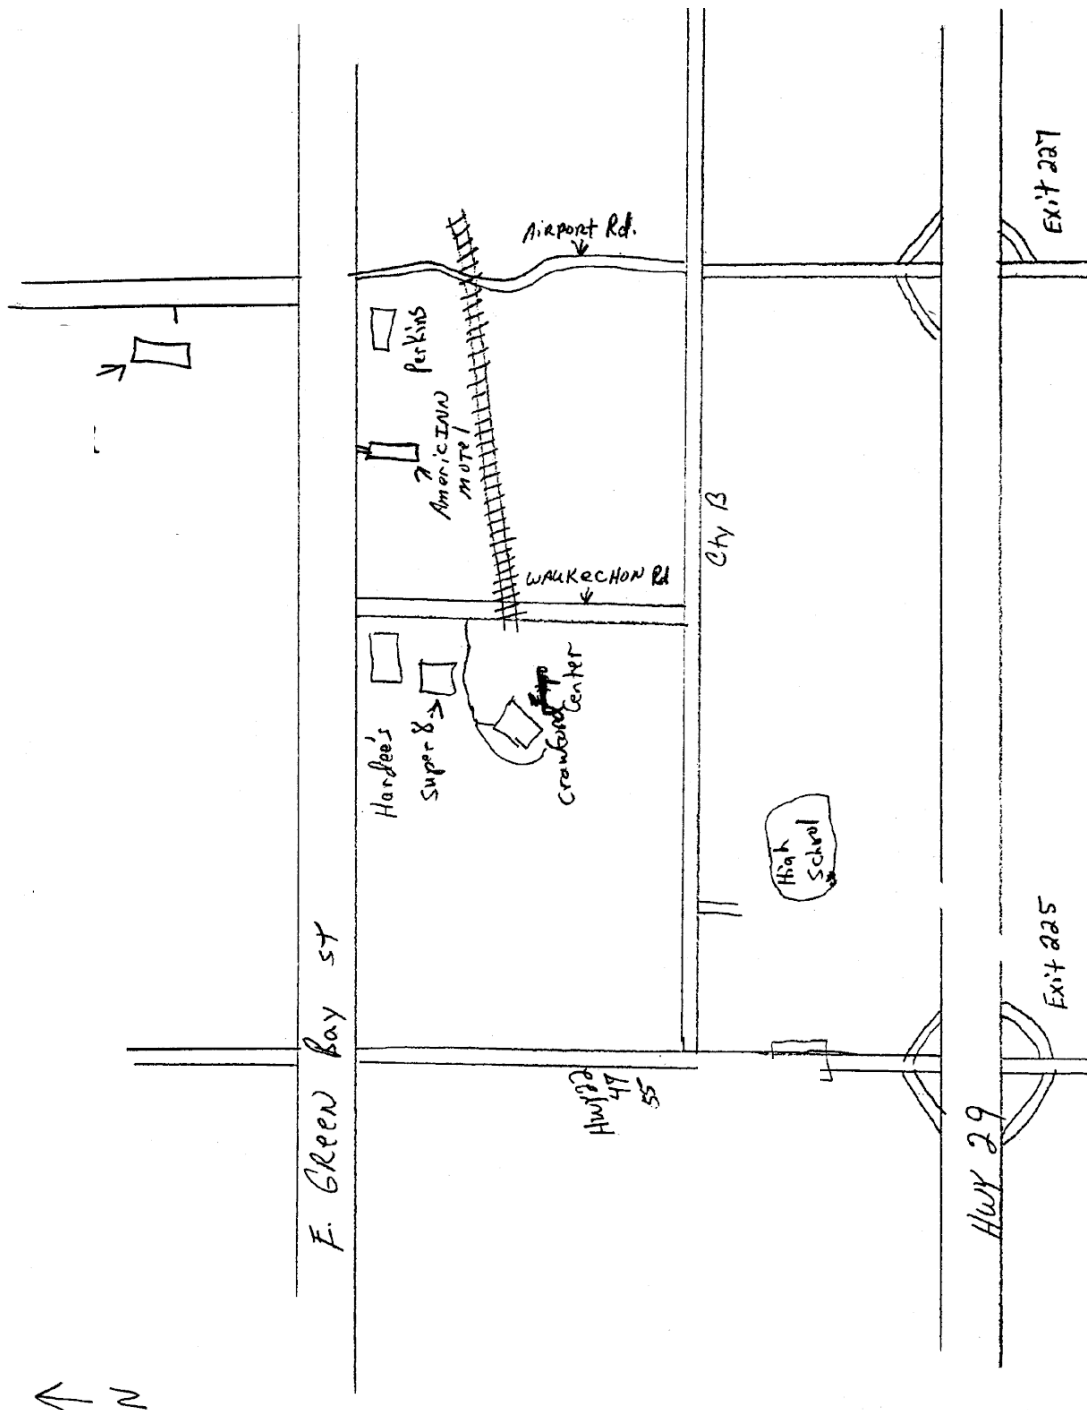 N
E. GREEN Bay ST
Hardee's
Super 8
Crawford
Center
AmericINN
MOTel
Perkins
AIRPORT Rd.
WAUKeCHON Rd
Cty B
Hwy 22
47
55
High
School
HWY 29
Exit 225
Exit 227